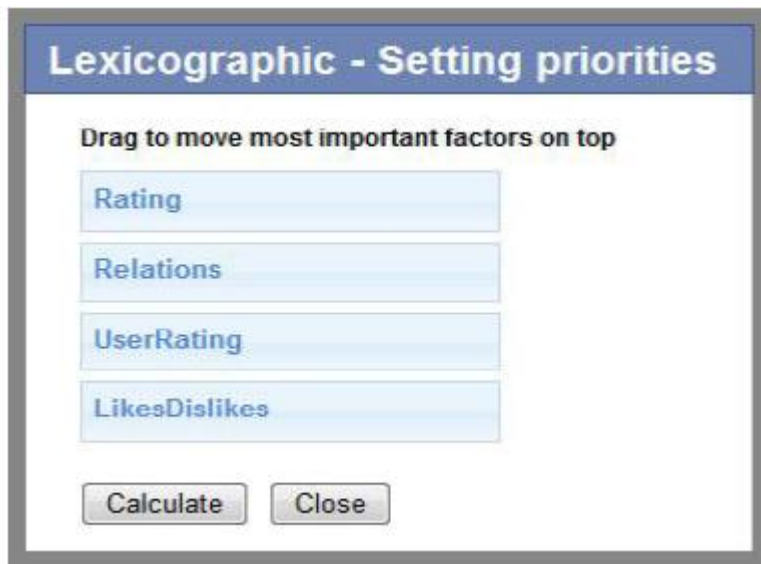 Lexicographic - Setting priorities
Drag to move most important factors on top
Rating
Relations
UserRating
LikesDislikes
Calculate Close